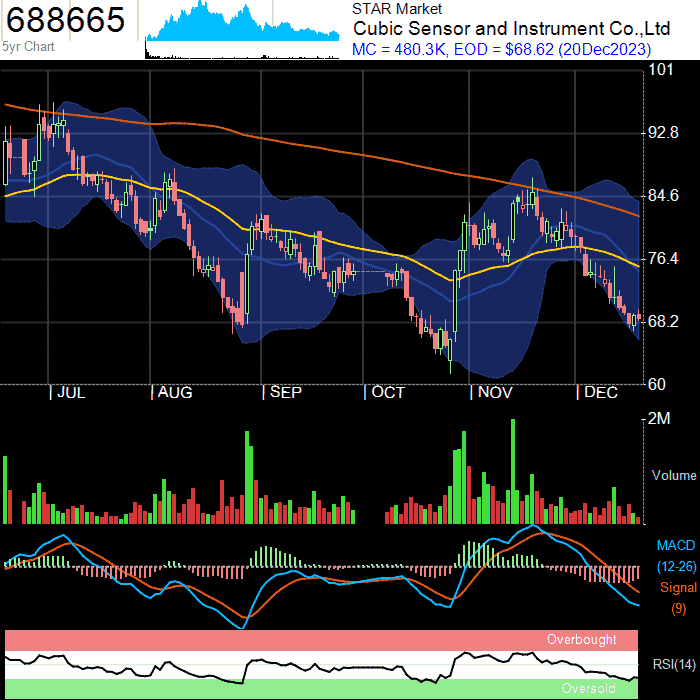 688665
5yr Chart
STAR Market
Cubic Sensor and Instrument Co.,Ltd
MC = 480.3K, EOD = $68.62 (20Dec2023)
101
92.8
84.6
76.4
68.2
60
JUL AUG SEP OCT NOV DEC
2M
Volume
MACD
(12-26)
Signal
(9)
Overbought
RSI(14)
Oversold